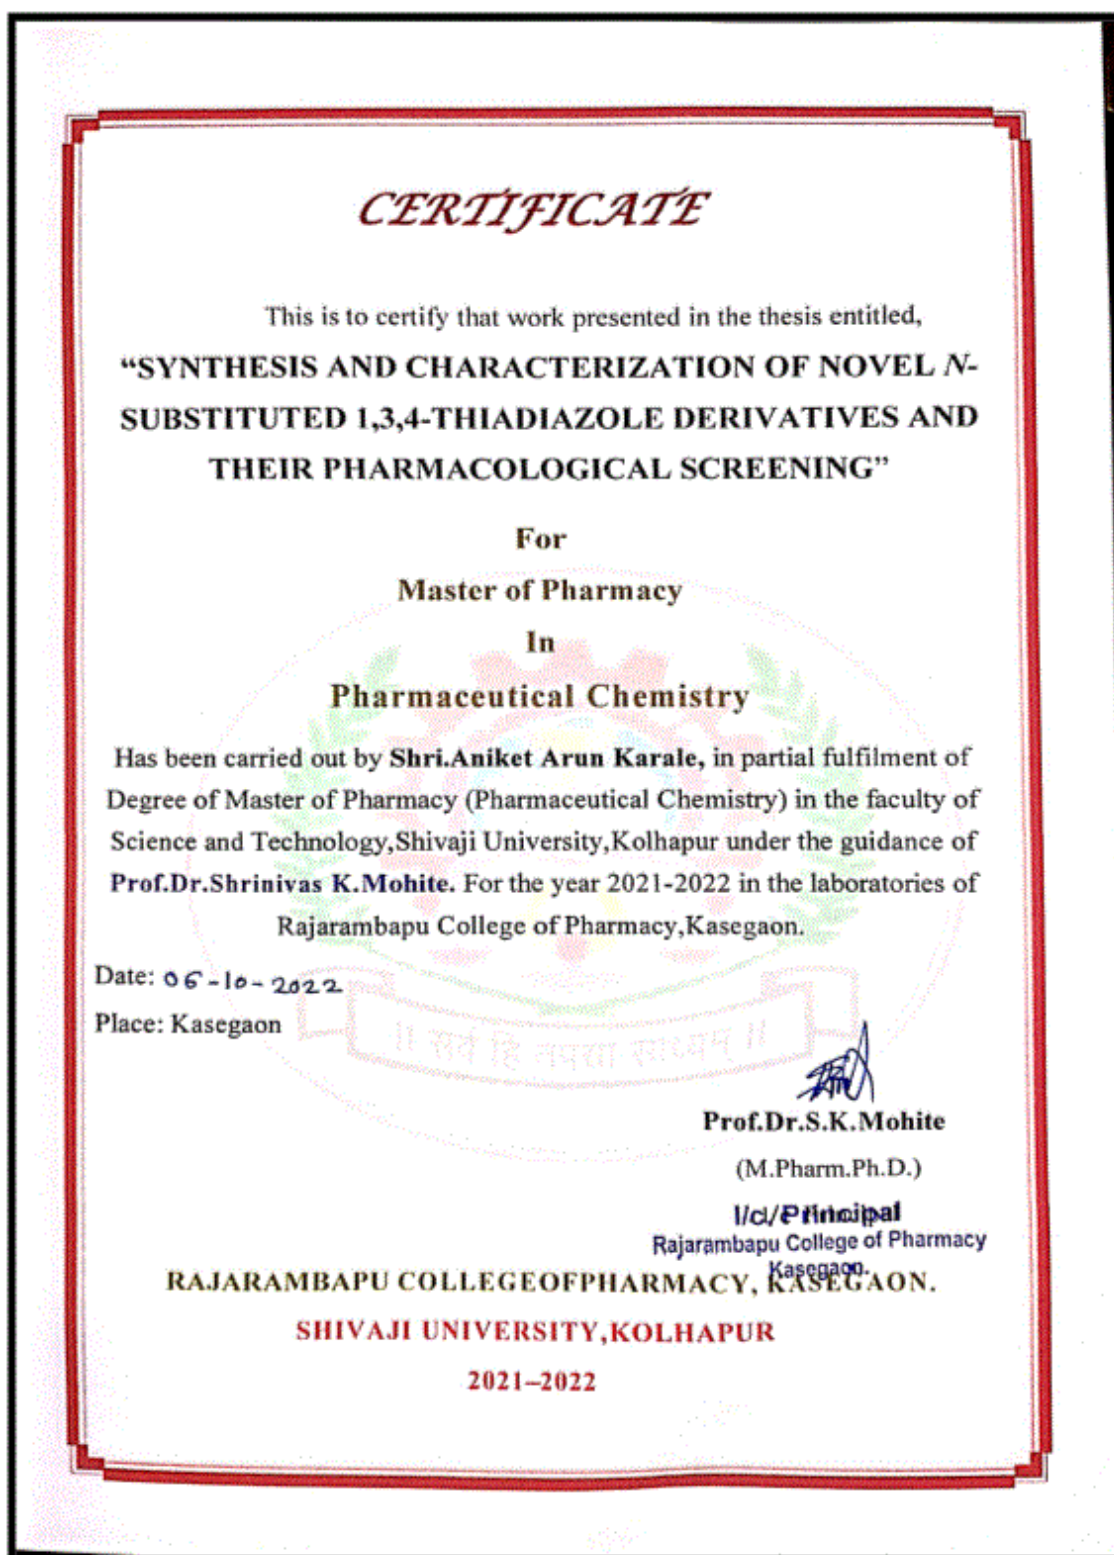 CERTIFICATE
This is to certify that work presented in the thesis entitled,
“SYNTHESIS AND CHARACTERIZATION OF NOVEL N-
SUBSTITUTED 1,3,4-THIADIAZOLE DERIVATIVES AND
THEIR PHARMACOLOGICAL SCREENING”
For
Master of Pharmacy
In
Pharmaceutical Chemistry
Has been carried out by Shri.Aniket Arun Karale, in partial fulfilment of
Degree of Master of Pharmacy (Pharmaceutical Chemistry) in the faculty of
Science and Technology,Shivaji University,Kolhapur under the guidance of
Prof.Dr.Shrinivas K.Mohite. For the year 2021-2022 in the laboratories of
Rajarambapu College of Pharmacy,Kasegaon.
Date: 06-10-2022
Place: Kasegaon
॥ सर्वं हि तपसा साध्यम् ॥
Prof.Dr.S.K.Mohite
(M.Pharm.Ph.D.)
I/c/Principal
Rajarambapu College of Pharmacy
Kasegaon.
RAJARAMBAPU COLLEGEOFPHARMACY, KASEGAON.
SHIVAJI UNIVERSITY,KOLHAPUR
2021–2022